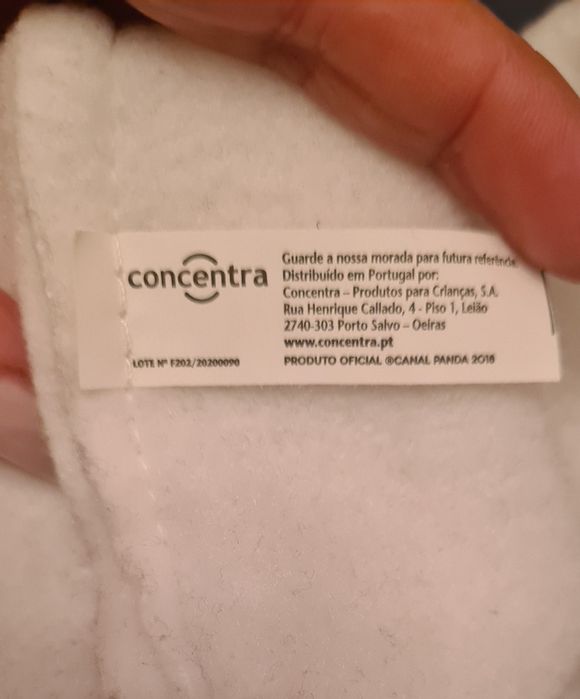 concentra
Guarde a nossa morada para futura referência.
Distribuído em Portugal por:
Concentra – Produtos para Crianças, S.A.
Rua Henrique Callado, 4 - Piso 1, Leião
2740-303 Porto Salvo – Oeiras
www.concentra.pt
LOTE Nº F202/20200090
PRODUTO OFICIAL ®CANAL PANDA 2018